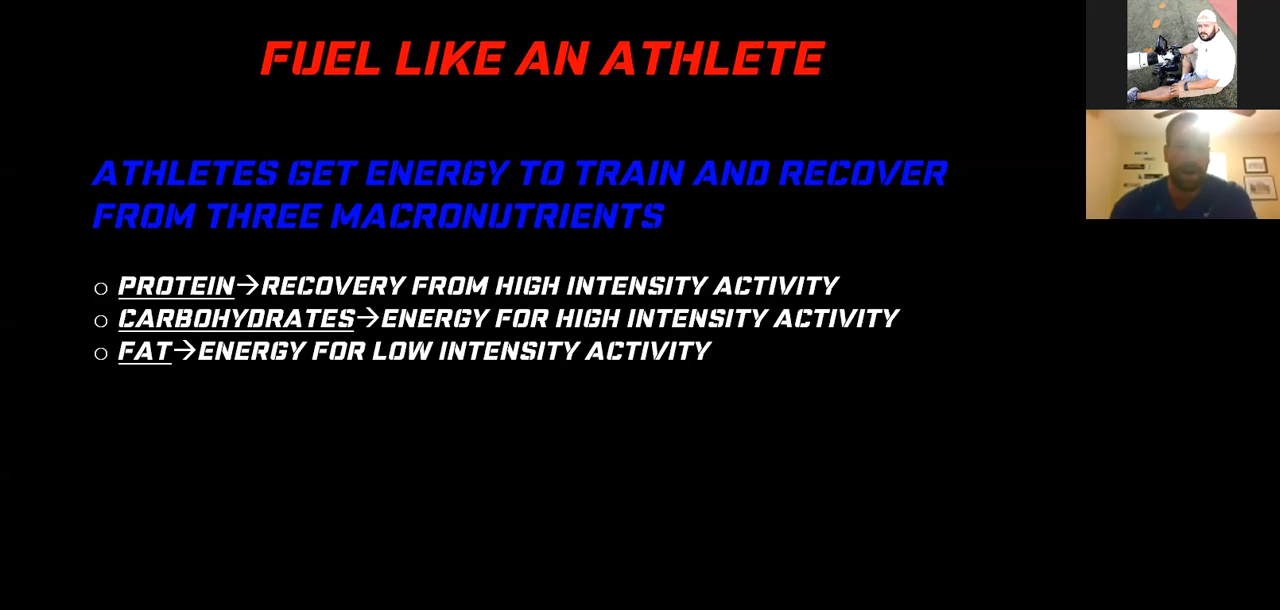 FUEL LIKE AN ATHLETE
ATHLETES GET ENERGY TO TRAIN AND RECOVER
FROM THREE MACRONUTRIENTS
○ PROTEIN→RECOVERY FROM HIGH INTENSITY ACTIVITY
○ CARBOHYDRATES→ENERGY FOR HIGH INTENSITY ACTIVITY
○ FAT→ENERGY FOR LOW INTENSITY ACTIVITY